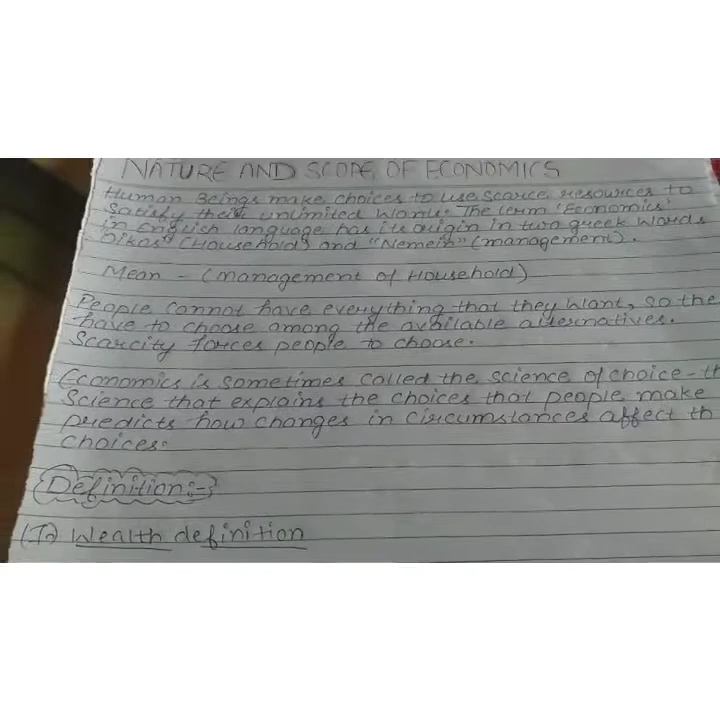 NATURE AND SCOPE OF ECONOMICS
Human Beings make choices to use scarce resources to
Satisfy their unlimited wants. The term 'Economics'
in English language has its origin in two greek words
Oikos" (Household) and "Nemein" (management).
Mean - (management of Household)
People cannot have everything that they want, so the
have to choose among the available alternatives.
Scarcity forces people to choose.
Economics is sometimes called the science of choice - th
Science that explains the choices that people make
predicts how changes in circumstances affect th
choices.
Definition:-
(I) Wealth definition